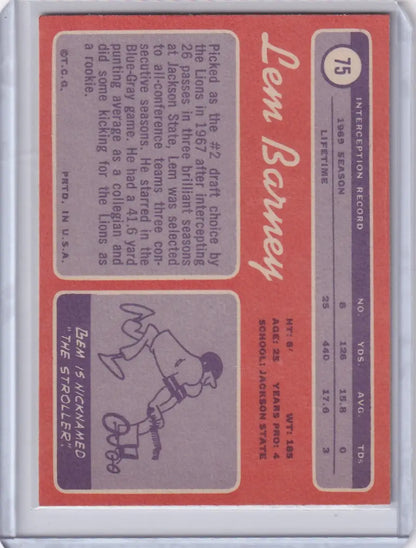 75
INTERCEPTION RECORD
NO. YDS. AVG. TDs
1969 SEASON 8 126 15.8 0
LIFETIME 25 440 17.6 3
Lem Barney
HT: 6' WT: 185
AGE: 25 YEARS PRO: 4
SCHOOL: JACKSON STATE
Picked as the #2 draft choice by
the Lions in 1967 after intercepting
26 passes in three brilliant seasons
at Jackson State, Lem was selected
to all-conference teams three con-
secutive seasons. He starred in the
Blue-Gray game. He had a 41.6 yard
punting average as a collegian and
did some kicking for the Lions as
a rookie.
©T.C.G. PRTD. IN U.S.A.
LEM IS NICKNAMED
"THE STROLLER."